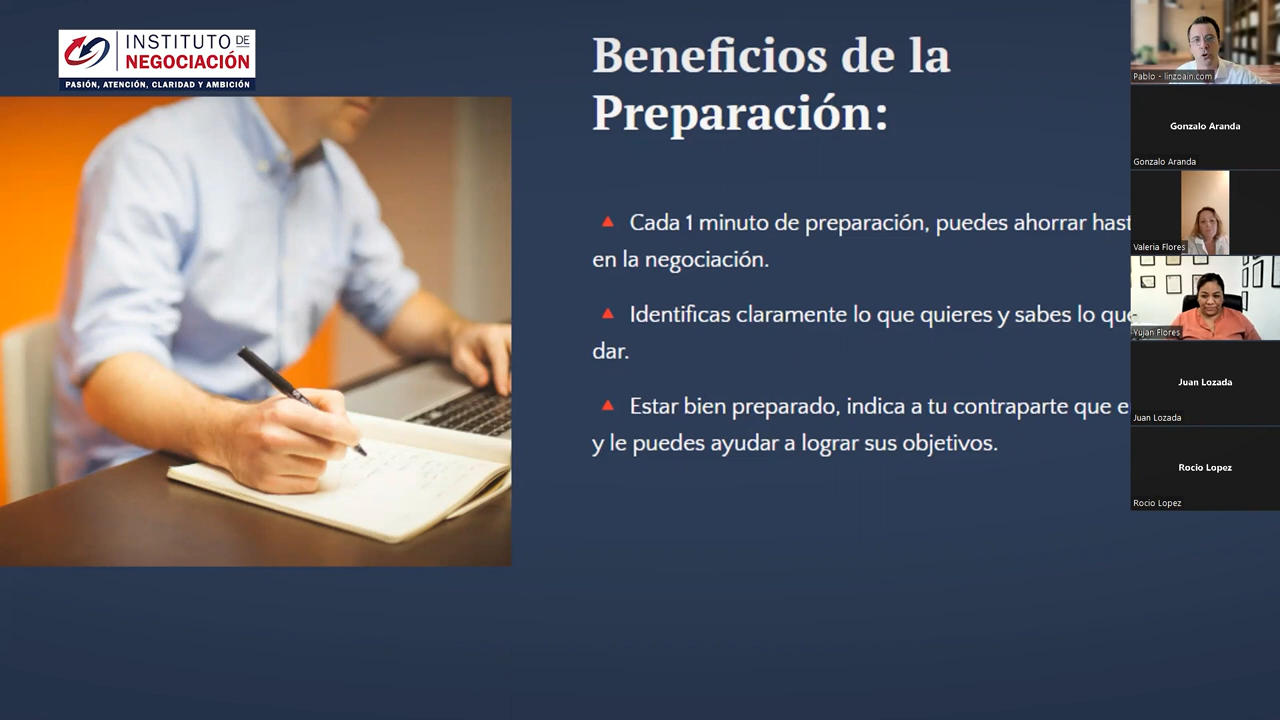 INSTITUTO DE
NEGOCIACIÓN
PASIÓN, ATENCIÓN, CLARIDAD Y AMBICIÓN
Beneficios de la
Preparación:
🔺 Cada 1 minuto de preparación, puedes ahorrar hast
en la negociación.
🔺 Identificas claramente lo que quieres y sabes lo que
dar.
🔺 Estar bien preparado, indica a tu contraparte que e
y le puedes ayudar a lograr sus objetivos.
Pablo - linzoain.com
Gonzalo Aranda
Gonzalo Aranda
Valeria Flores
Yujan Flores
Juan Lozada
Juan Lozada
Rocio Lopez
Rocio Lopez